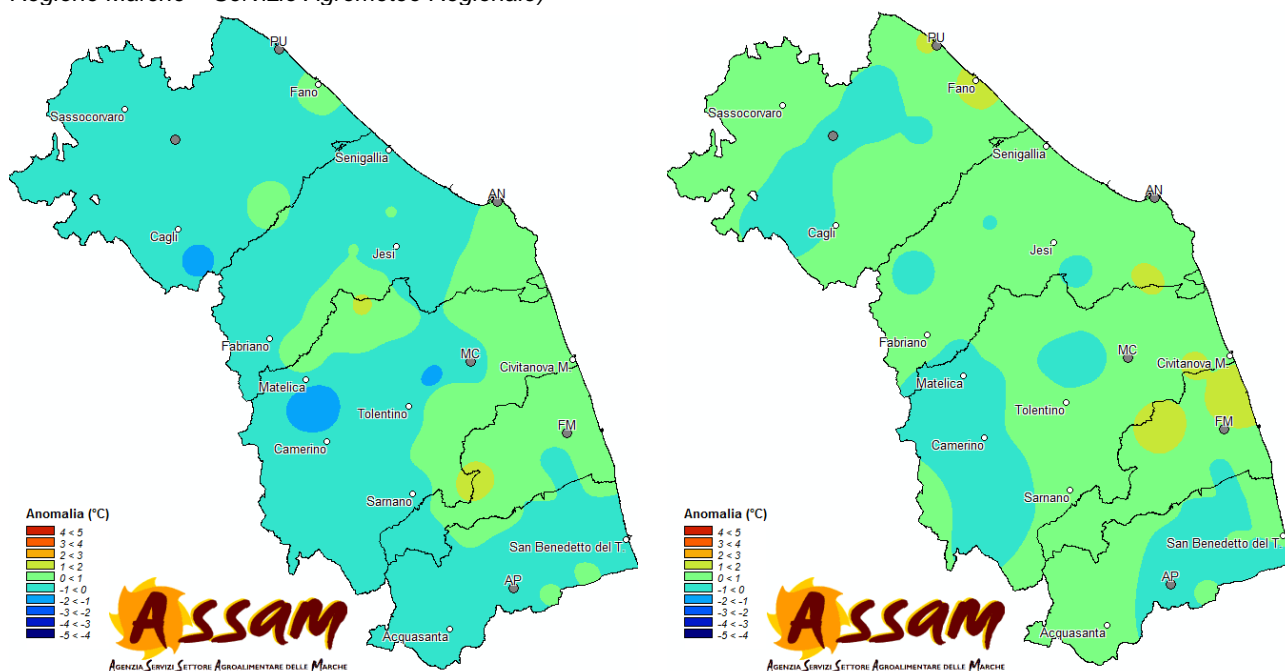 Regione Marche – Servizio Agrometeo Regionale)
PU
Fano
Sassocorvaro
Senigallia
AN
Cagli
Jesi
Fabriano
MC
Civitanova M.
Matelica
Tolentino
FM
Camerino
Sarnano
Anomalia (°C)
4 < 5
3 < 4
2 < 3
1 < 2
0 < 1
-1 < 0
-2 < -1
-3 < -2
-4 < -3
-5 < -4
San Benedetto del T.
AP
Acquasanta
ASSAM
AGENZIA SERVIZI SETTORE AGROALIMENTARE DELLE MARCHE
PU
Fano
Sassocorvaro
Senigallia
AN
Cagli
Jesi
Fabriano
MC
Civitanova M.
Matelica
Tolentino
FM
Camerino
Sarnano
Anomalia (°C)
4 < 5
3 < 4
2 < 3
1 < 2
0 < 1
-1 < 0
-2 < -1
-3 < -2
-4 < -3
-5 < -4
San Benedetto del T.
AP
Acquasanta
ASSAM
AGENZIA SERVIZI SETTORE AGROALIMENTARE DELLE MARCHE